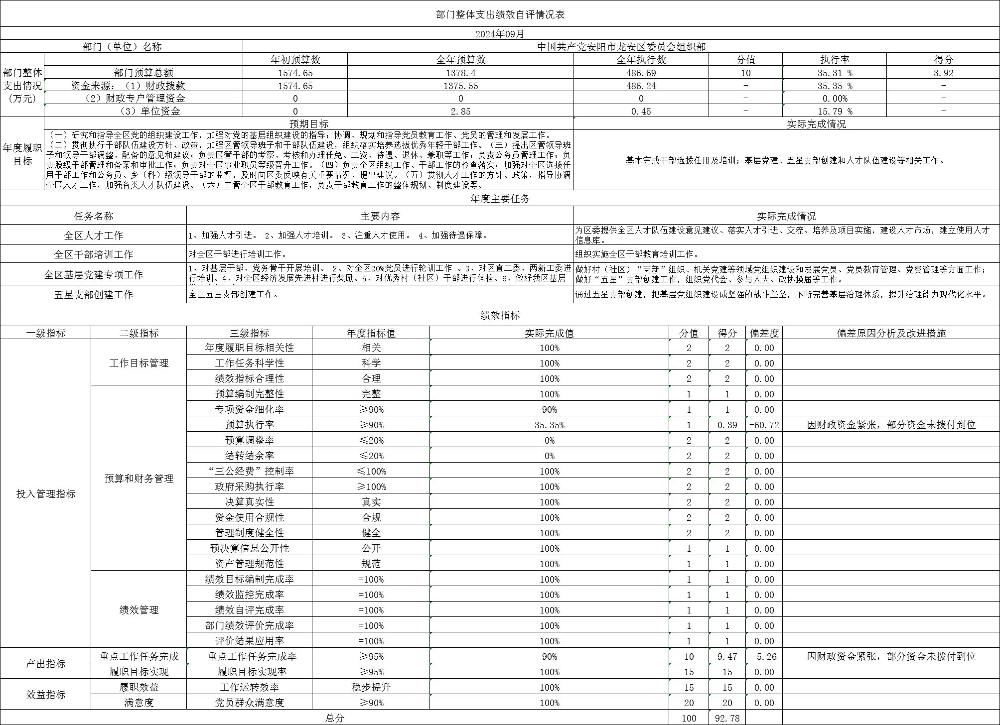 部门整体支出绩效自评情况表
2024年09月
部门（单位）名称 中国共产党安阳市龙安区委员会组织部
部门整体支出情况（万元） 年初预算数 全年预算数 全年执行数 分值 执行率 得分
部门预算总额 1574.65 1378.4 486.69 10 35.31 % 3.92
资金来源：（1）财政拨款 1574.65 1375.55 486.24 - 35.35 % -
（2）财政专户管理资金 0 0 0 - 0.00% -
（3）单位资金 0 2.85 0.45 - 15.79 % -
年度履职目标 预期目标 实际完成情况
（一）研究和指导全区党的组织建设工作，加强对党的基层组织建设的指导；协调、规划和指导党员教育工作、党员的管理和发展工作。
（二）贯彻执行干部队伍建设方针、政策，加强区管领导班子和干部队伍建设，组织落实培养选拔优秀年轻干部工作。（三）提出区管领导班
子和领导干部调整、配备的意见和建议；负责区管干部的考察、考核和办理任免、工资、待遇、退休、兼职等工作；负责公务员管理工作；负
责股级干部管理和备案和审批工作；负责对全区事业职员等级晋升工作。（四）负责全区组织工作、干部工作的检查落实；加强对全区选拔任
用干部工作和公务员、乡（科）级领导干部的监督，及时向区委反映有关重要情况、提出建议。（五）贯彻人才工作的方针、政策，指导协调
全区人才工作，加强各类人才队伍建设。（六）主管全区干部教育工作，负责干部教育工作的整体规划、制度建设等。
基本完成干部选拔任用及培训；基层党建、五星支部创建和人才队伍建设等相关工作。
年度主要任务
任务名称 主要内容 实际完成情况
全区人才工作 1、加强人才引进。 2、加强人才培训。 3、注重人才使用。 4、加强待遇保障。
为区委提供全区人才队伍建设意见建议、落实人才引进、交流、培养及项目实施，建设人才市场，建立使用人才
信息库。
全区干部培训工作 对全区干部进行培训工作。 组织实施全区干部教育培训工作。
全区基层党建专项工作
1、对基层干部、党务骨干开展培训。 2、对全区20%党员进行轮训工作 。3、对区直工委、两新工委进
行培训。4、对全区经济发展先进村进行奖励。5、对优秀村（社区）干部进行体检。6、做好我区基层
做好村（社区）“两新”组织、机关党建等领域党组织建设和发展党员、党员教育管理、党费管理等方面工作；
做好“五星”支部创建工作，组织党代会、参与人大、政协换届等工作。
五星支部创建工作 全区五星支部创建工作。 通过五星支部创建，把基层党组织建设成坚强的战斗堡垒，不断完善基层治理体系，提升治理能力现代化水平。
绩效指标
一级指标 二级指标 三级指标 年度指标值 实际完成值 分值 得分 偏差度 偏差原因分析及改进措施
投入管理指标 工作目标管理 年度履职目标相关性 相关 100% 2 2 0.00
工作任务科学性 科学 100% 2 2 0.00
绩效指标合理性 合理 100% 2 2 0.00
预算和财务管理 预算编制完整性 完整 100% 1 1 0.00
专项资金细化率 ≥90% 90% 1 1 0.00
预算执行率 ≥90% 35.35% 1 0.39 -60.72 因财政资金紧张，部分资金未拨付到位
预算调整率 ≤20% 0% 2 2 0.00
结转结余率 ≤20% 0% 2 2 0.00
“三公经费”控制率 ≤100% 100% 2 2 0.00
政府采购执行率 ≥100% 100% 2 2 0.00
决算真实性 真实 100% 2 2 0.00
资金使用合规性 合规 100% 2 2 0.00
管理制度健全性 健全 100% 2 2 0.00
预决算信息公开性 公开 100% 1 1 0.00
资产管理规范性 规范 100% 1 1 0.00
绩效管理 绩效目标编制完成率 =100% 100% 1 1 0.00
绩效监控完成率 =100% 100% 1 1 0.00
绩效自评完成率 =100% 100% 1 1 0.00
部门绩效评价完成率 =100% 100% 1 1 0.00
评价结果应用率 =100% 100% 1 1 0.00
产出指标 重点工作任务完成 重点工作任务完成率 ≥95% 90% 10 9.47 -5.26 因财政资金紧张，部分资金未拨付到位
履职目标实现 履职目标实现率 ≥95% 100% 15 15 0.00
效益指标 履职效益 工作运转效率 稳步提升 100% 15 15 0.00
满意度 党员群众满意度 ≥90% 100% 20 20 0.00
总分 100 92.78